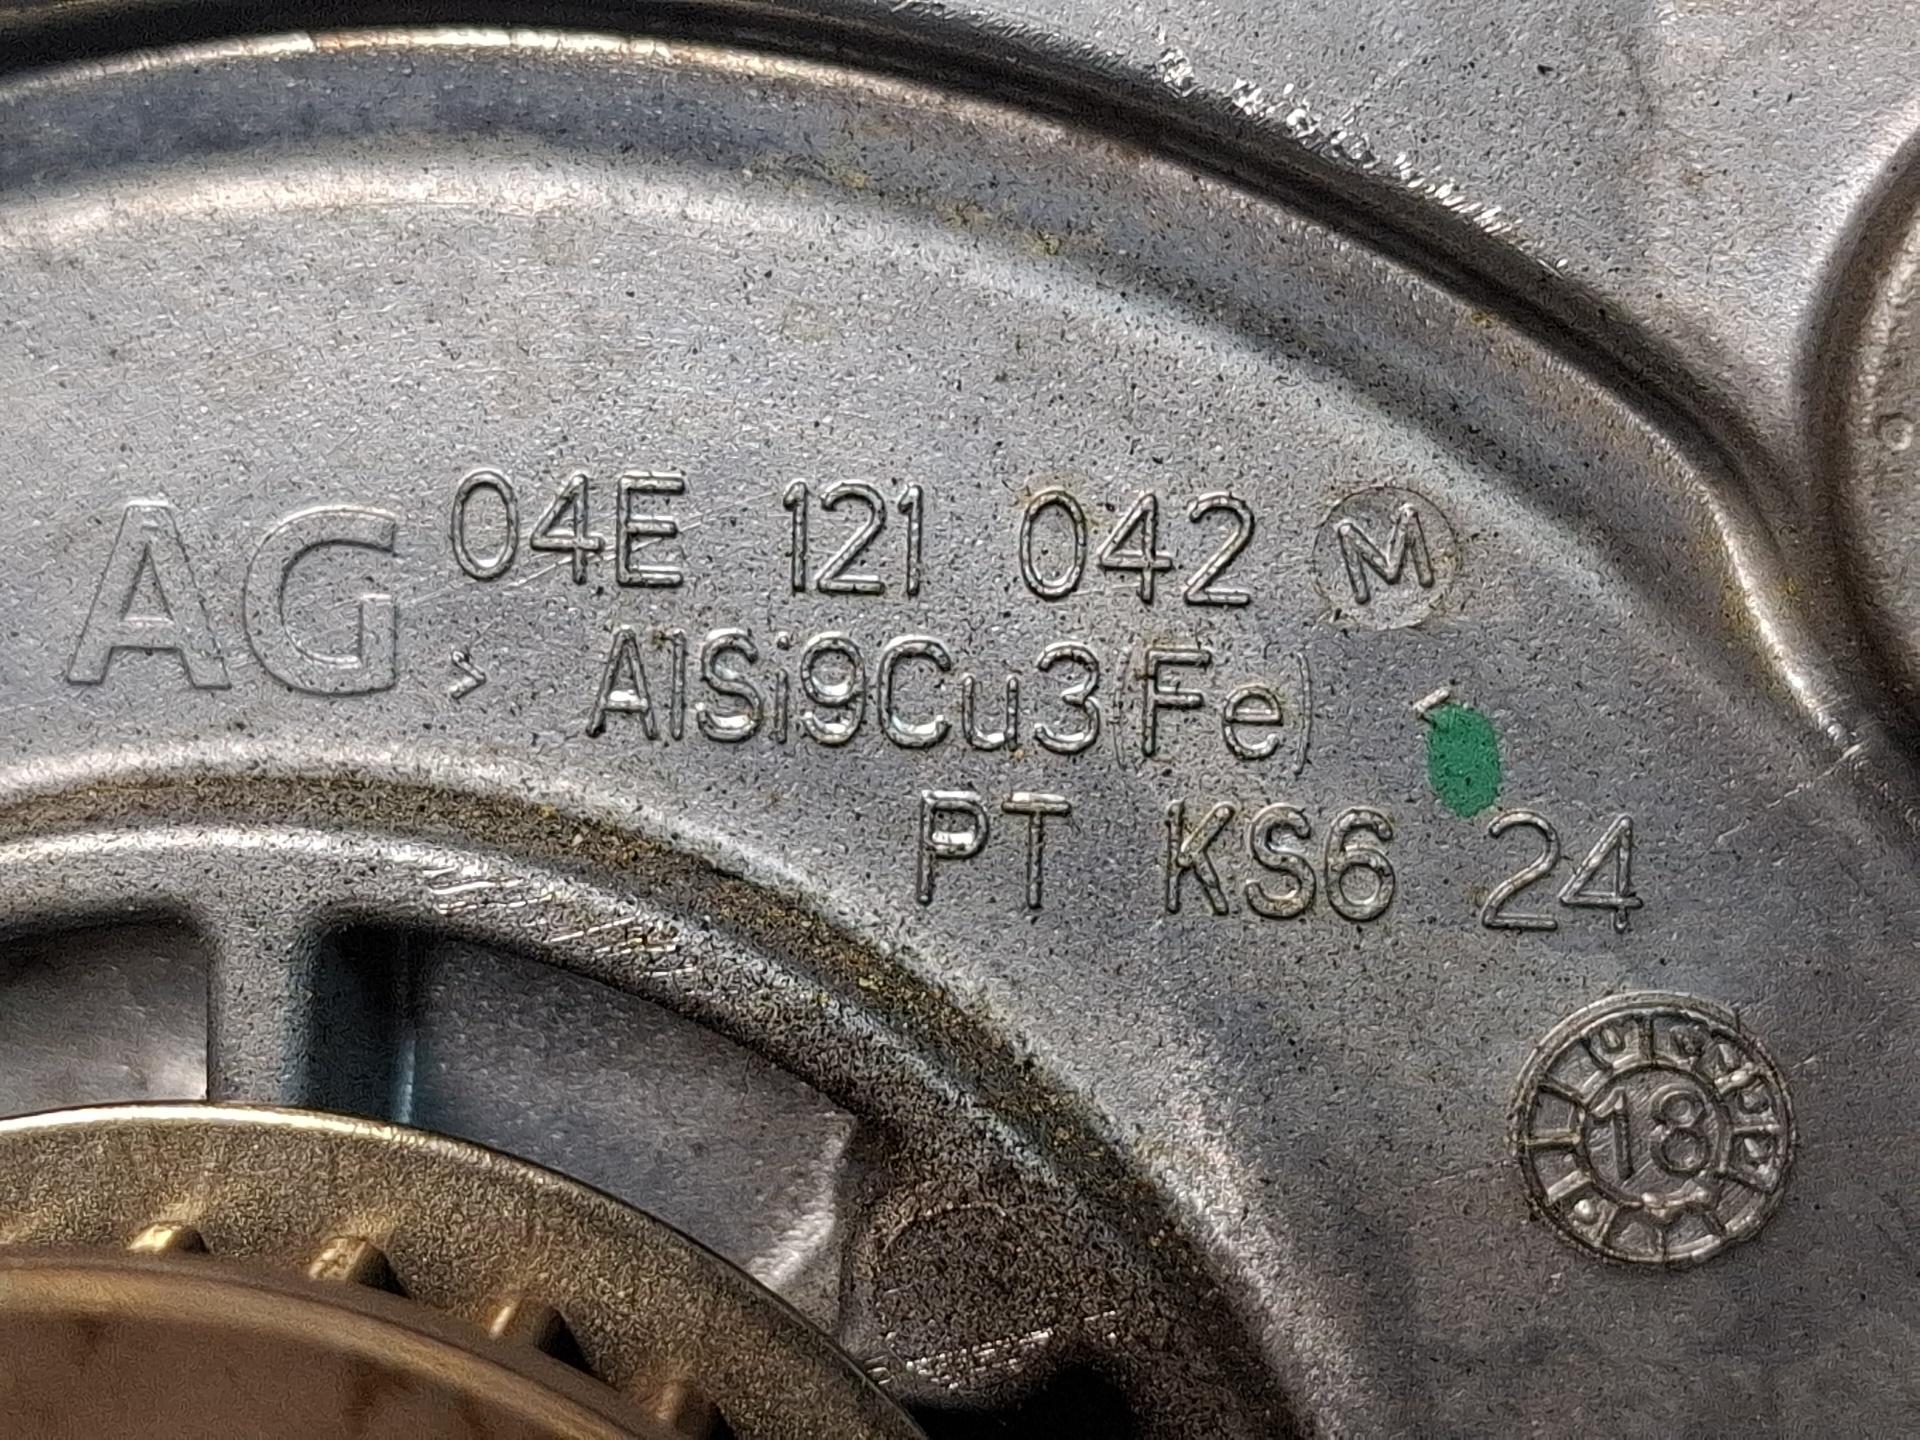 AG 04E 121 042 M
> AlSi9Cu3(Fe)
PT KS6 24
18